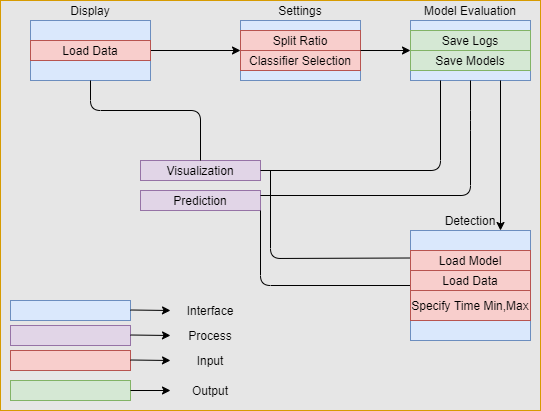 Display
Settings
Model Evaluation
Load Data
Split Ratio
Classifier Selection
Save Logs
Save Models
Visualization
Prediction
Detection
Load Model
Load Data
Specify Time Min,Max
Interface
Process
Input
Output